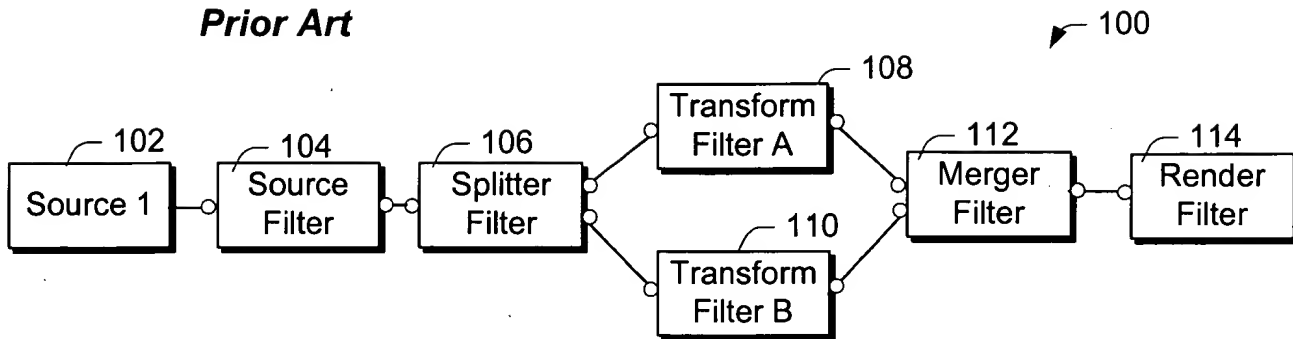 Prior Art
100
102
Source 1
104
Source
Filter
106
Splitter
Filter
108
Transform
Filter A
110
Transform
Filter B
112
Merger
Filter
114
Render
Filter